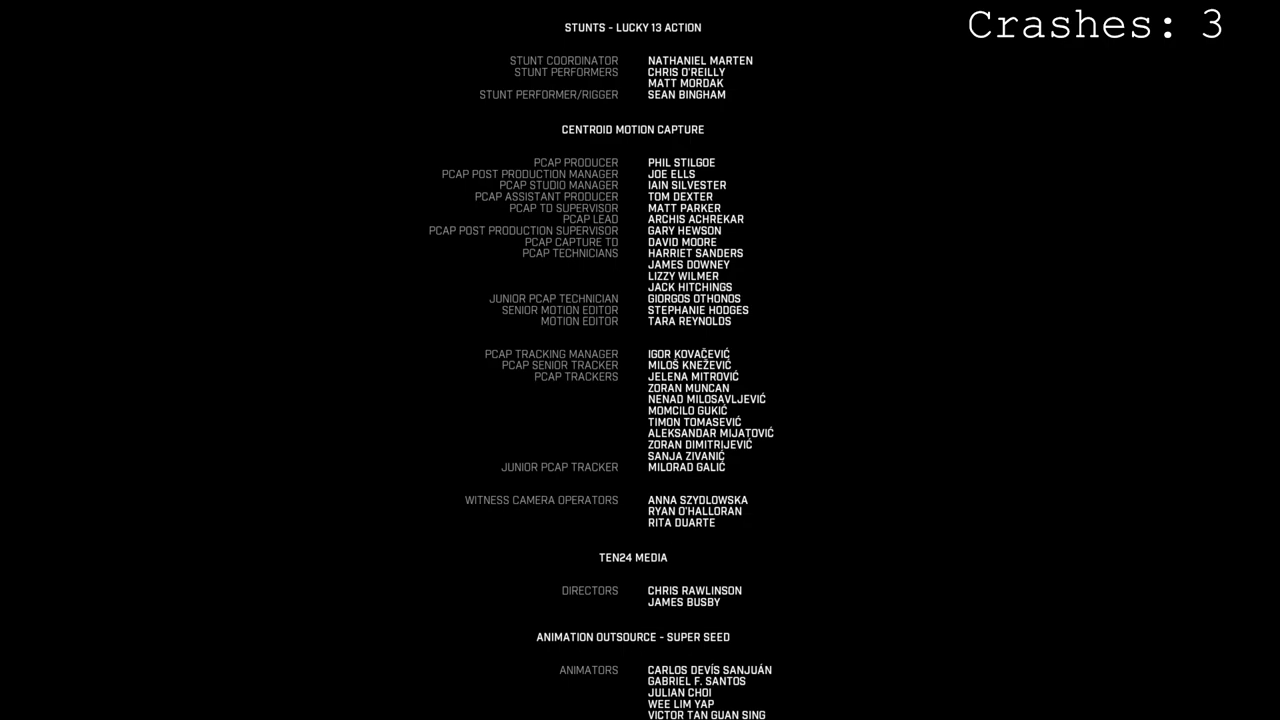 Crashes: 3
STUNTS - LUCKY 13 ACTION
STUNT COORDINATOR NATHANIEL MARTEN
STUNT PERFORMERS CHRIS O'REILLY
MATT MORDAK
STUNT PERFORMER/RIGGER SEAN BINGHAM
CENTROID MOTION CAPTURE
PCAP PRODUCER PHIL STILGOE
PCAP POST PRODUCTION MANAGER JOE ELLS
PCAP STUDIO MANAGER IAIN SILVESTER
PCAP ASSISTANT PRODUCER TOM DEXTER
PCAP TD SUPERVISOR MATT PARKER
PCAP LEAD ARCHIS ACHREKAR
PCAP POST PRODUCTION SUPERVISOR GARY HEWSON
PCAP CAPTURE TD DAVID MOORE
PCAP TECHNICIANS HARRIET SANDERS
JAMES DOWNEY
LIZZY WILMER
JACK HITCHINGS
JUNIOR PCAP TECHNICIAN GIORGOS OTHONOS
SENIOR MOTION EDITOR STEPHANIE HODGES
MOTION EDITOR TARA REYNOLDS
PCAP TRACKING MANAGER IGOR KOVAČEVIĆ
PCAP SENIOR TRACKER MILOŠ KNEŽEVIĆ
PCAP TRACKERS JELENA MITROVIĆ
ZORAN MUNCAN
NENAD MILOSAVLJEVIĆ
MOMCILO GUKIĆ
TIMON TOMASEVIĆ
ALEKSANDAR MIJATOVIĆ
ZORAN DIMITRIJEVIĆ
SANJA ZIVANIĆ
JUNIOR PCAP TRACKER MILORAD GALIĆ
WITNESS CAMERA OPERATORS ANNA SZYDLOWSKA
RYAN O'HALLORAN
RITA DUARTE
TEN24 MEDIA
DIRECTORS CHRIS RAWLINSON
JAMES BUSBY
ANIMATION OUTSOURCE - SUPER SEED
ANIMATORS CARLOS DEVÍS SANJUÁN
GABRIEL F. SANTOS
JULIAN CHOI
WEE LIM YAP
VICTOR TAN GUAN SING